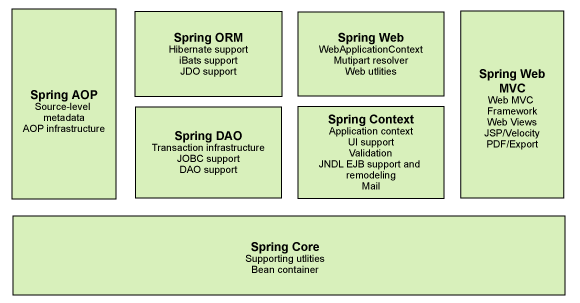 Spring AOP
Source-level
metadata
AOP infrastructure
Spring ORM
Hibernate support
iBats support
JDO support
Spring DAO
Transaction infrastructure
JOBC support
DAO support
Spring Web
WebApplicationContext
Mutipart resolver
Web utlities
Spring Context
Application context
UI support
Validation
JNDL EJB support and
remodeling
Mail
Spring Web
MVC
Web MVC
Framework
Web Views
JSP/Velocity
PDF/Export
Spring Core
Supporting utlities
Bean container